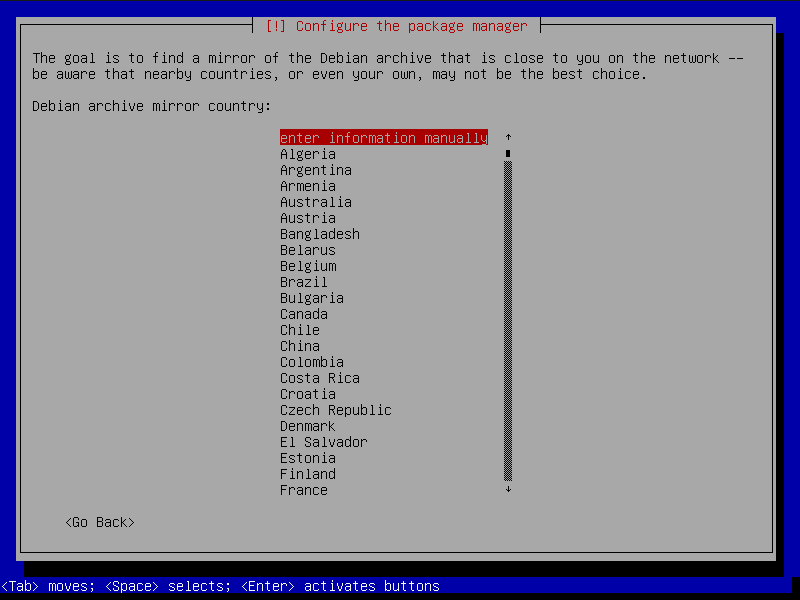 [!] Configure the package manager
The goal is to find a mirror of the Debian archive that is close to you on the network --
be aware that nearby countries, or even your own, may not be the best choice.
Debian archive mirror country:
enter information manually
Algeria
Argentina
Armenia
Australia
Austria
Bangladesh
Belarus
Belgium
Brazil
Bulgaria
Canada
Chile
China
Colombia
Costa Rica
Croatia
Czech Republic
Denmark
El Salvador
Estonia
Finland
France
<Go Back>
<Tab> moves; <Space> selects; <Enter> activates buttons